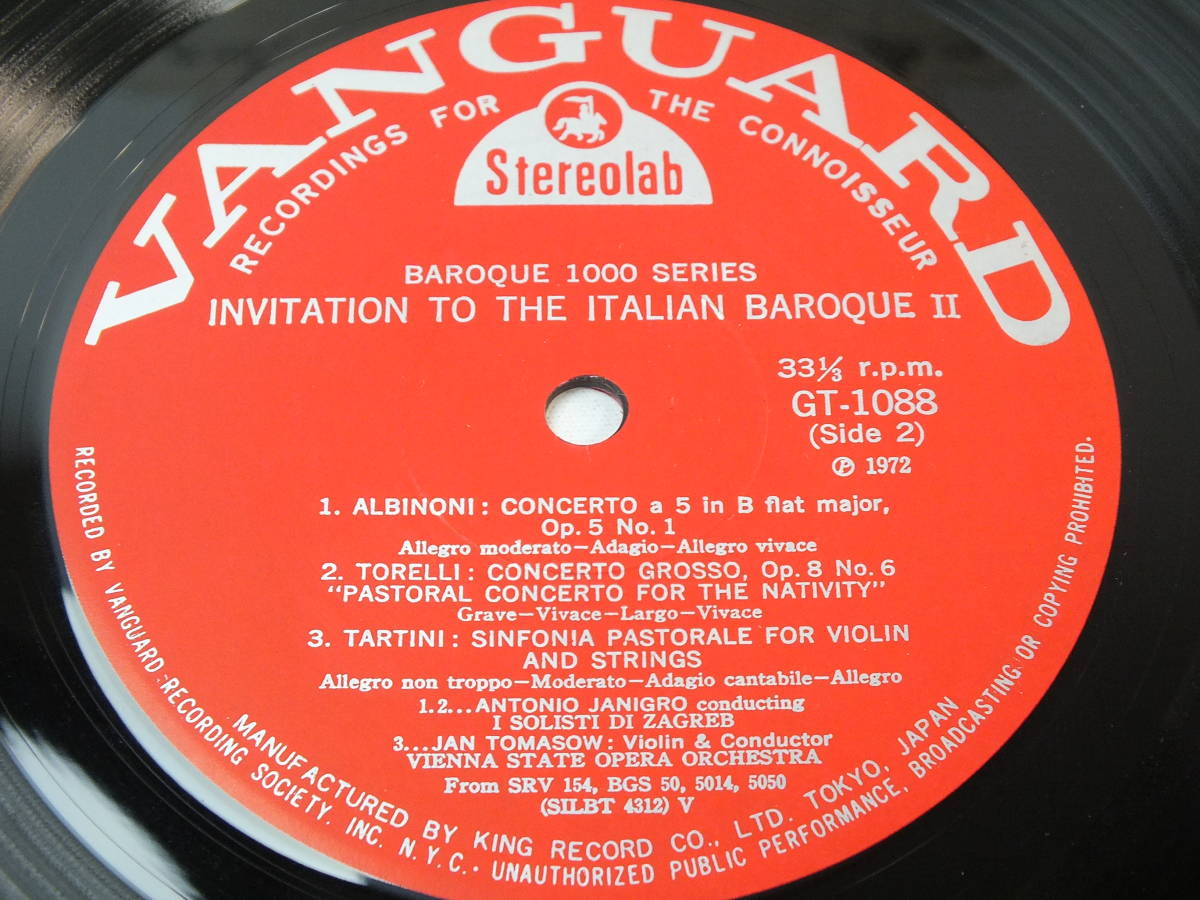 VANGUARD
RECORDINGS FOR THE CONNOISSEUR
Stereolab
BAROQUE 1000 SERIES
INVITATION TO THE ITALIAN BAROQUE II
33⅓ r.p.m.
GT-1088
(Side 2)
℗ 1972
1. ALBINONI: CONCERTO a 5 in B flat major,
Op. 5 No. 1
Allegro moderato—Adagio—Allegro vivace
2. TORELLI: CONCERTO GROSSO, Op. 8 No. 6
"PASTORAL CONCERTO FOR THE NATIVITY"
Grave—Vivace—Largo—Vivace
3. TARTINI: SINFONIA PASTORALE FOR VIOLIN
AND STRINGS
Allegro non troppo—Moderato—Adagio cantabile—Allegro
1.2...ANTONIO JANIGRO conducting
I SOLISTI DI ZAGREB
3...JAN TOMASOW: Violin & Conductor
VIENNA STATE OPERA ORCHESTRA
From SRV 154, BGS 50, 5014, 5050
(SILBT 4312) V
MANUFACTURED BY KING RECORD CO., LTD. TOKYO, JAPAN
RECORDED BY VANGUARD RECORDING SOCIETY, INC. N.Y.C. · UNAUTHORIZED PUBLIC PERFORMANCE, BROADCASTING OR COPYING PROHIBITED.